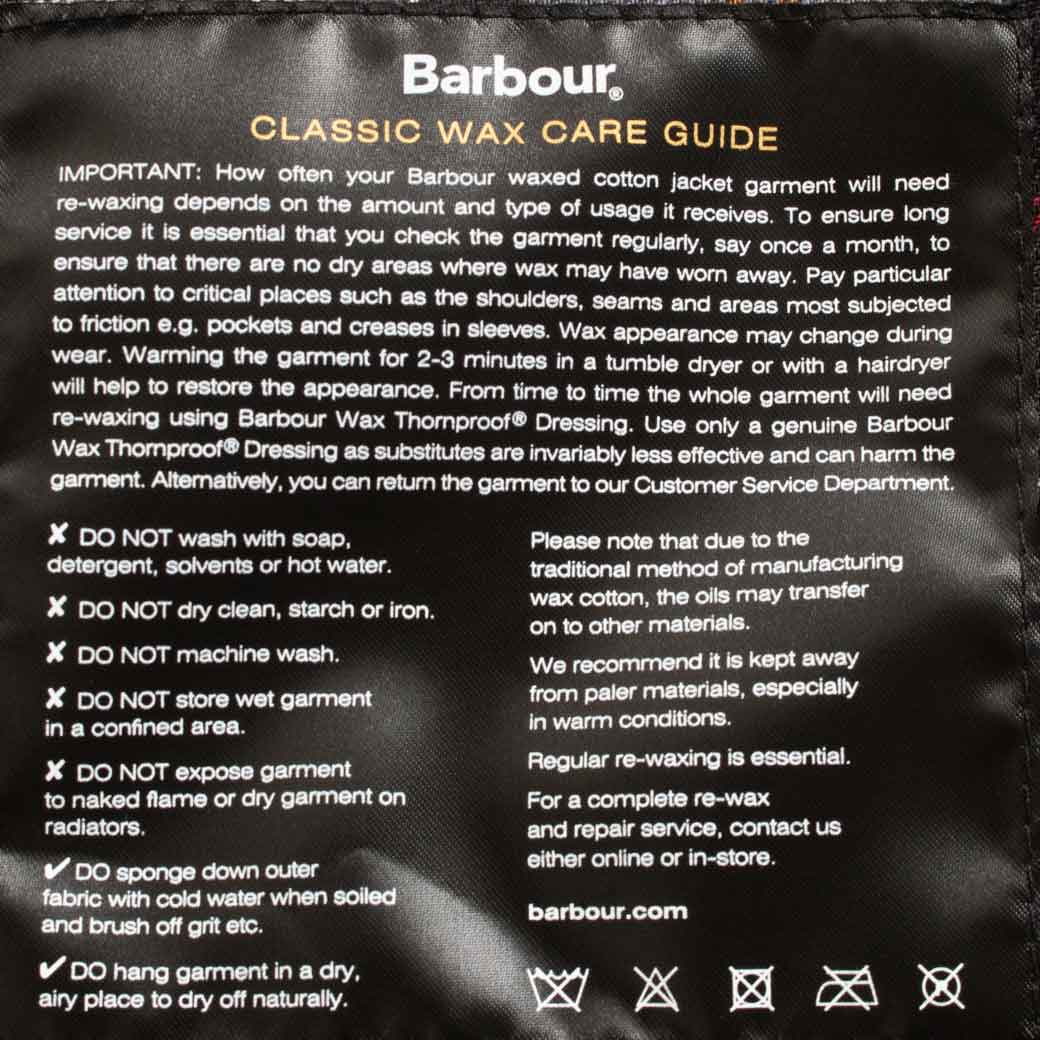 Barbour®
CLASSIC WAX CARE GUIDE
IMPORTANT: How often your Barbour waxed cotton jacket garment will need
re-waxing depends on the amount and type of usage it receives. To ensure long
service it is essential that you check the garment regularly, say once a month, to
ensure that there are no dry areas where wax may have worn away. Pay particular
attention to critical places such as the shoulders, seams and areas most subjected
to friction e.g. pockets and creases in sleeves. Wax appearance may change during
wear. Warming the garment for 2-3 minutes in a tumble dryer or with a hairdryer
will help to restore the appearance. From time to time the whole garment will need
re-waxing using Barbour Wax Thornproof® Dressing. Use only a genuine Barbour
Wax Thornproof® Dressing as substitutes are invariably less effective and can harm the
garment. Alternatively, you can return the garment to our Customer Service Department.
✘ DO NOT wash with soap,
detergent, solvents or hot water.
✘ DO NOT dry clean, starch or iron.
✘ DO NOT machine wash.
✘ DO NOT store wet garment
in a confined area.
✘ DO NOT expose garment
to naked flame or dry garment on
radiators.
✔ DO sponge down outer
fabric with cold water when soiled
and brush off grit etc.
✔ DO hang garment in a dry,
airy place to dry off naturally.
Please note that due to the
traditional method of manufacturing
wax cotton, the oils may transfer
on to other materials.
We recommend it is kept away
from paler materials, especially
in warm conditions.
Regular re-waxing is essential.
For a complete re-wax
and repair service, contact us
either online or in-store.
barbour.com